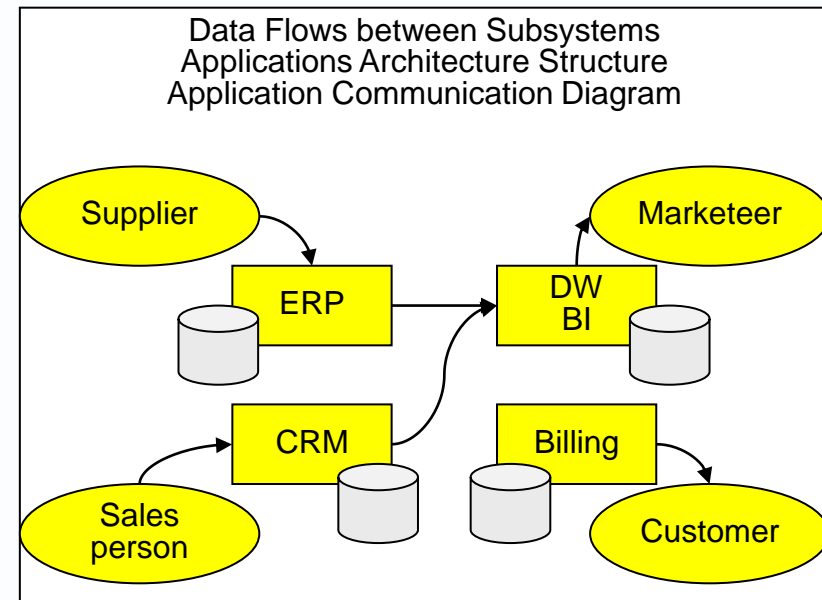 Data Flows between Subsystems
Applications Architecture Structure
Application Communication Diagram
Supplier
Marketeer
ERP
DW
BI
CRM
Billing
Sales
person
Customer